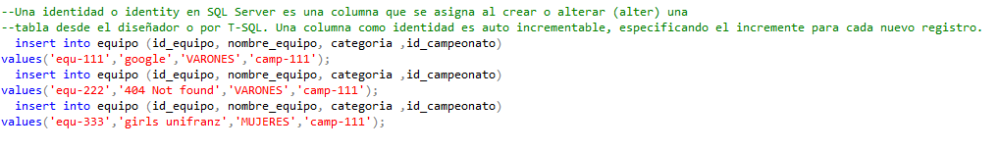 --Una identidad o identity en SQL Server es una columna que se asigna al crear o alterar (alter) una
--tabla desde el diseñador o por T-SQL. Una columna como identidad es auto incrementable, especificando el incremente para cada nuevo registro.
insert into equipo (id_equipo, nombre_equipo, categoria ,id_campeonato)
values('equ-111','google','VARONES','camp-111');
insert into equipo (id_equipo, nombre_equipo, categoria ,id_campeonato)
values('equ-222','404 Not found','VARONES','camp-111');
insert into equipo (id_equipo, nombre_equipo, categoria ,id_campeonato)
values('equ-333','girls unifranz','MUJERES','camp-111');